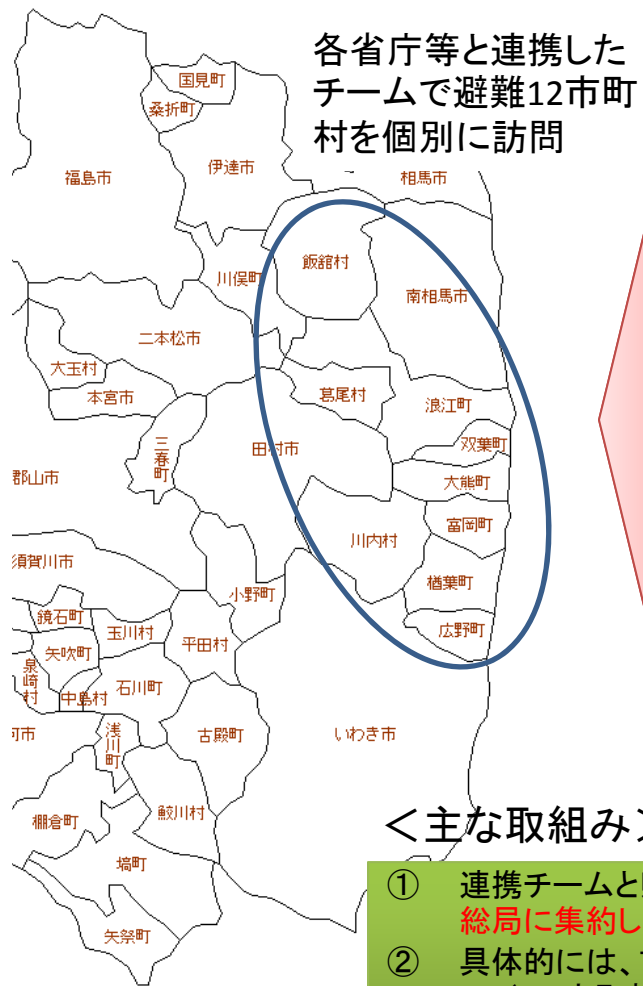 各省庁等と連携した
チームで避難12市町
村を個別に訪問
国見町
桑折町
伊達市
福島市
相馬市
飯舘村
川俣町
南相馬市
二本松市
大玉村
本宮市
葛尾村
浪江町
三春町
田村市
双葉町
大熊町
郡山市
富岡町
川内村
須賀川市
楢葉町
小野町
鏡石町
玉川村
広野町
平田村
矢吹町
泉崎村
中島村
石川町
河市
浅川町
古殿町
いわき市
棚倉町
鮫川村
塙町
矢祭町
<主な取組み>
① 連携チームと
総局に集約し
② 具体的には、